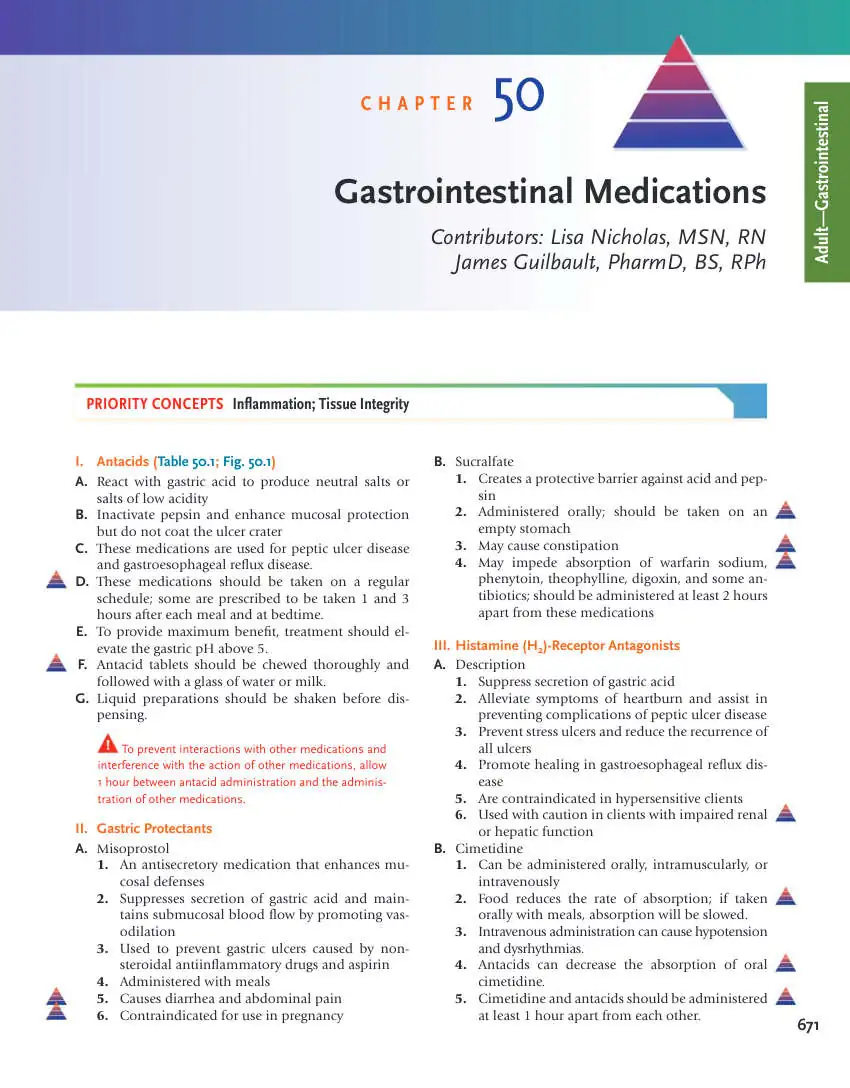 CHAPTER 50
Gastrointestinal Medications
Contributors: Lisa Nicholas, MSN, RN
James Guilbault, PharmD, BS, RPh
Adult—Gastrointestinal
PRIORITY CONCEPTS Inflammation; Tissue Integrity
I. Antacids (Table 50.1; Fig. 50.1)
A. React with gastric acid to produce neutral salts or
salts of low acidity
B. Inactivate pepsin and enhance mucosal protection
but do not coat the ulcer crater
C. These medications are used for peptic ulcer disease
and gastroesophageal reflux disease.
D. These medications should be taken on a regular
schedule; some are prescribed to be taken 1 and 3
hours after each meal and at bedtime.
E. To provide maximum benefit, treatment should el-
evate the gastric pH above 5.
F. Antacid tablets should be chewed thoroughly and
followed with a glass of water or milk.
G. Liquid preparations should be shaken before dis-
pensing.
To prevent interactions with other medications and
interference with the action of other medications, allow
1 hour between antacid administration and the adminis-
tration of other medications.
II. Gastric Protectants
A. Misoprostol
1. An antisecretory medication that enhances mu-
cosal defenses
2. Suppresses secretion of gastric acid and main-
tains submucosal blood flow by promoting vas-
odilation
3. Used to prevent gastric ulcers caused by non-
steroidal antiinflammatory drugs and aspirin
4. Administered with meals
5. Causes diarrhea and abdominal pain
6. Contraindicated for use in pregnancy
B. Sucralfate
1. Creates a protective barrier against acid and pep-
sin
2. Administered orally; should be taken on an
empty stomach
3. May cause constipation
4. May impede absorption of warfarin sodium,
phenytoin, theophylline, digoxin, and some an-
tibiotics; should be administered at least 2 hours
apart from these medications
III. Histamine (H2)-Receptor Antagonists
A. Description
1. Suppress secretion of gastric acid
2. Alleviate symptoms of heartburn and assist in
preventing complications of peptic ulcer disease
3. Prevent stress ulcers and reduce the recurrence of
all ulcers
4. Promote healing in gastroesophageal reflux dis-
ease
5. Are contraindicated in hypersensitive clients
6. Used with caution in clients with impaired renal
or hepatic function
B. Cimetidine
1. Can be administered orally, intramuscularly, or
intravenously
2. Food reduces the rate of absorption; if taken
orally with meals, absorption will be slowed.
3. Intravenous administration can cause hypotension
and dysrhythmias.
4. Antacids can decrease the absorption of oral
cimetidine.
5. Cimetidine and antacids should be administered
at least 1 hour apart from each other.
671